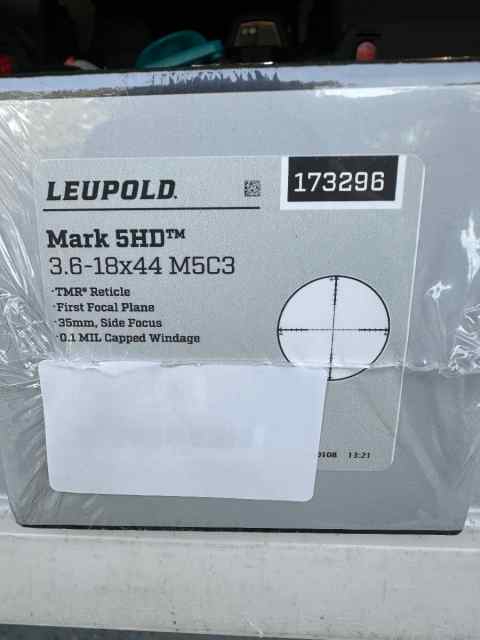 LEUPOLD.
173296
Mark 5HD™
3.6-18x44 M5C3
·TMR® Reticle
·First Focal Plane
·35mm, Side Focus
·0.1 MIL Capped Windage
13:21